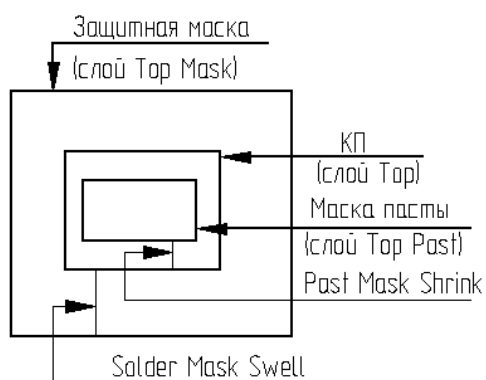 Защитная маска
(слой Top Mask)
КП
(слой Top)
Маска пасты
(слой Top Past)
Past Mask Shrink
Solder Mask Swell